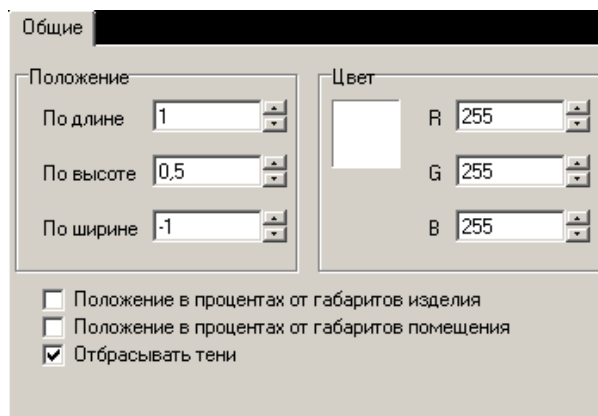 Общие
Положение
По длине 1
По высоте 0,5
По ширине -1
Цвет
R 255
G 255
B 255
Положение в процентах от габаритов изделия
Положение в процентах от габаритов помещения
Отбрасывать тени